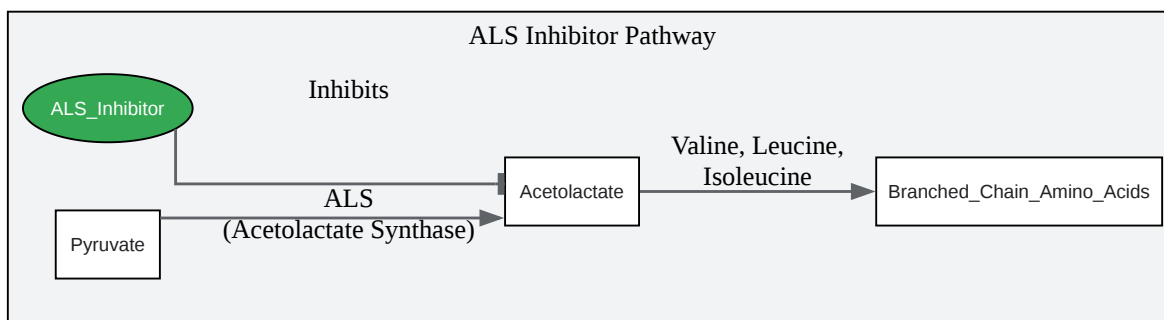 ALS Inhibitor Pathway
Inhibits
ALS_Inhibitor
Valine, Leucine,
Isoleucine
Acetolactate
Branched_Chain_Amino_Acids
ALS
(Acetolactate Synthase)
Pyruvate